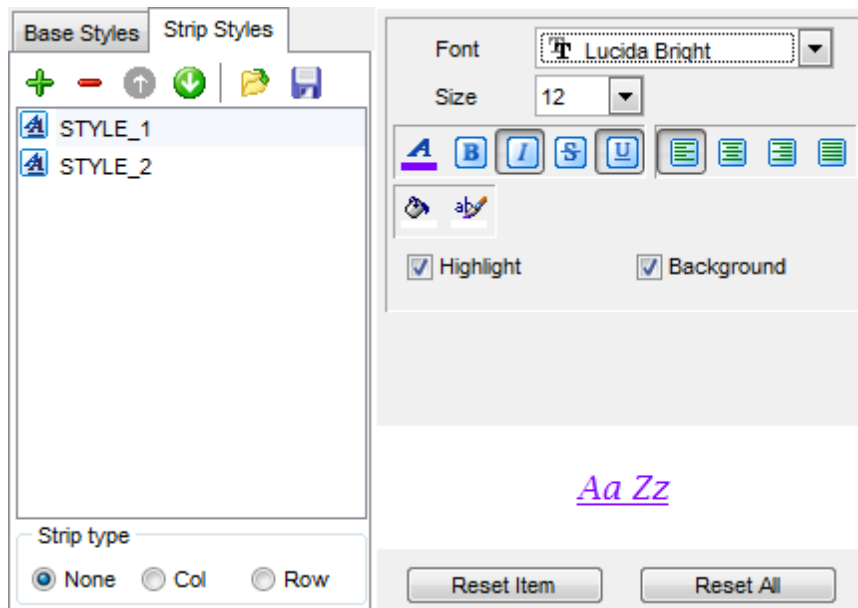 Base Styles
Strip Styles
STYLE_1
STYLE_2
Strip type
None
Col
Row
Font
Lucida Bright
Size
12
A
B
I
S
U
ab
Highlight
Background
Aa Zz
Reset Item
Reset All